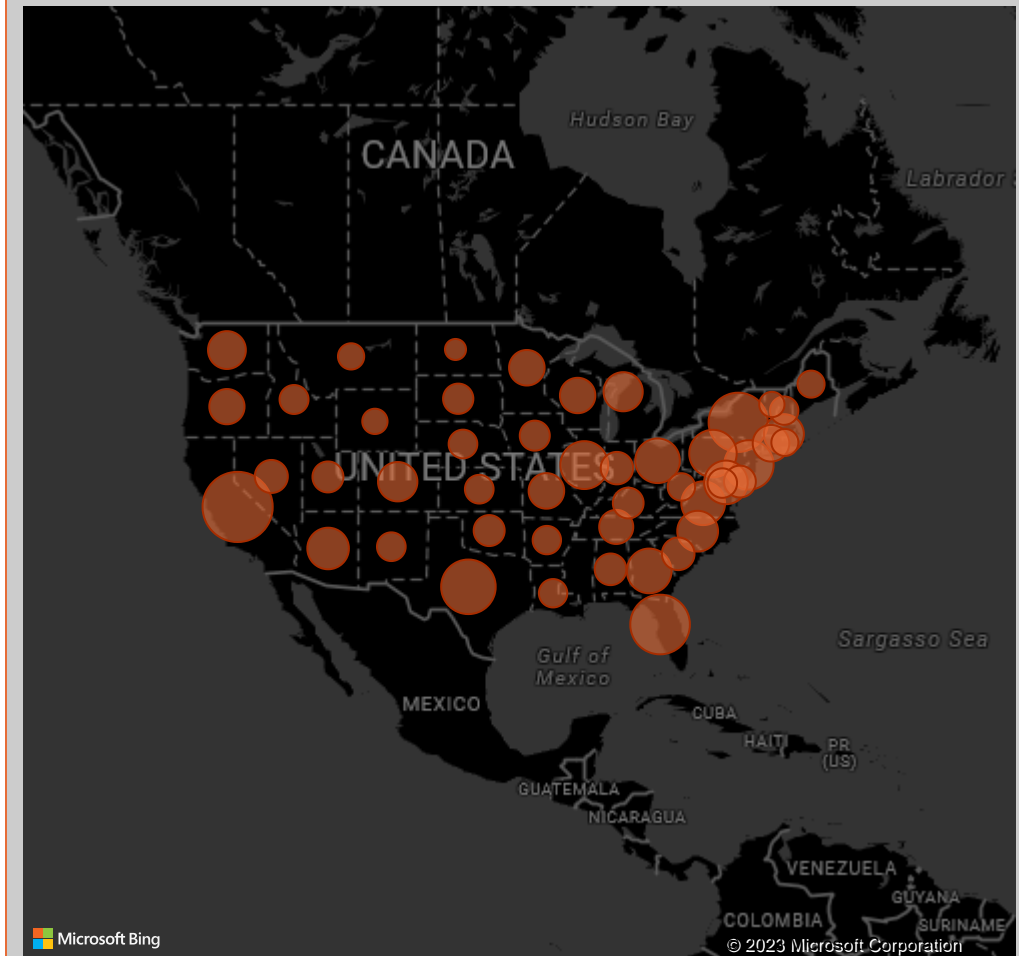 Hudson Bay
CANADA
Labrador
UNITED STATES
Sargasso Sea
Gulf of
Mexico
MEXICO
CUBA
HAITI
PR
(US)
GUATEMALA
NICARAGUA
VENEZUELA
GUYANA
COLOMBIA
SURINAME
Microsoft Bing
© 2023 Microsoft Corporation